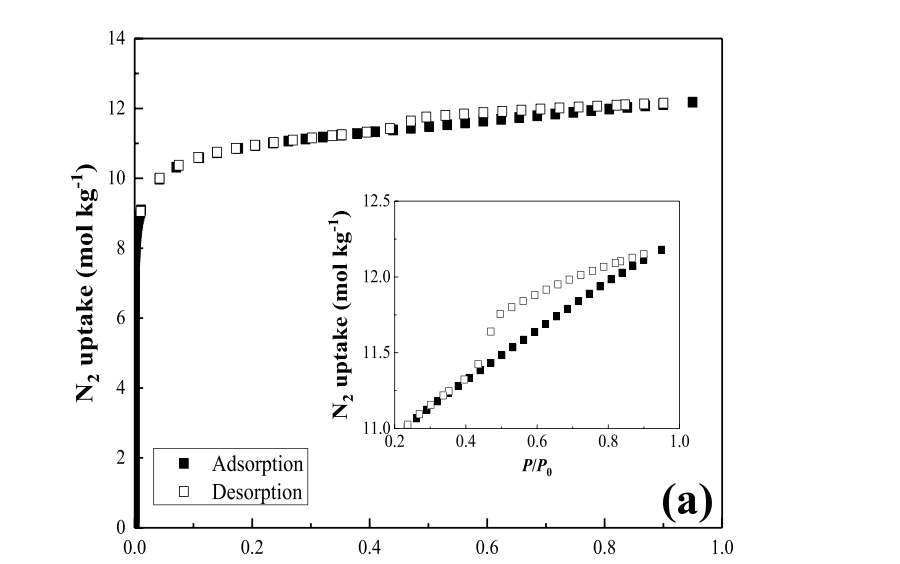 14
12
10
8
6
4
2
0
N2 uptake (mol kg-1)
0.0 0.2 0.4 0.6 0.8 1.0
12.5
12.0
11.5
11.0
N2 uptake (mol kg-1)
0.2 0.4 0.6 0.8 1.0
P/P0
Adsorption
Desorption
(a)